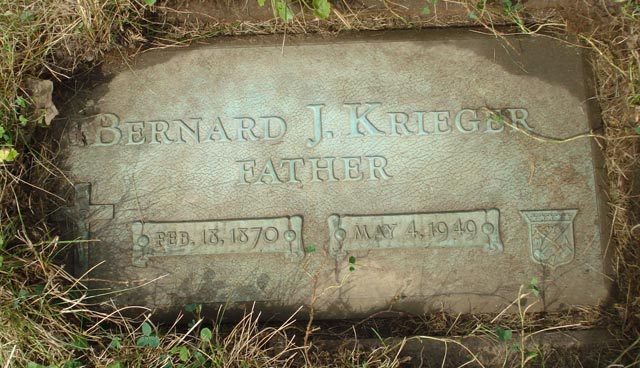 BERNARD J. KRIEGER
FATHER
FEB. 18, 1870 MAY 4, 1949